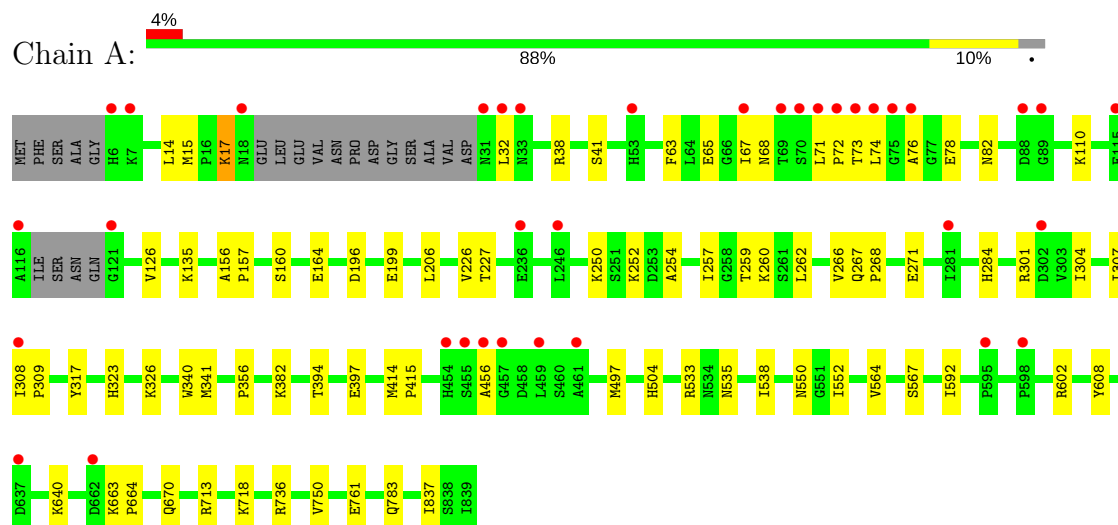 4%
Chain A:
88% 10% •
MET PHE SER ALA GLY H6 K7 L14 M15 P16 K17 N18 GLU LEU GLU VAL ASN PRO ASP GLY SER ALA VAL ASP N31 L32 N33 R38 S41 H53 F63 L64 E65 G66 I67 N68 T69 S70 L71 P72 T73 L74 G75 A76 G77 E78 N82 D88 G89 K110 E115
A116 ILE SER ASN GLN G121 V126 K135 A156 P157 S160 E164 D196 E199 L206 V226 T227 E236 L246 K250 S251 K252 D253 A254 I257 G258 T259 K260 S261 L262 V266 Q267 P268 E271 I281 H284 R301 D302 V303 I304 I307
I308 P309 Y317 H323 K326 W340 M341 P356 K382 T394 E397 M414 P415 H454 S455 A456 G457 D458 L459 S460 A461 M497 H504 R533 N534 N535 I538 N550 G551 I552 V564 S567 I592 P595 P598 R602 Y608
D637 K640 D662 K663 P664 Q670 R713 K718 R736 V750 E761 Q783 I837 S838 I839